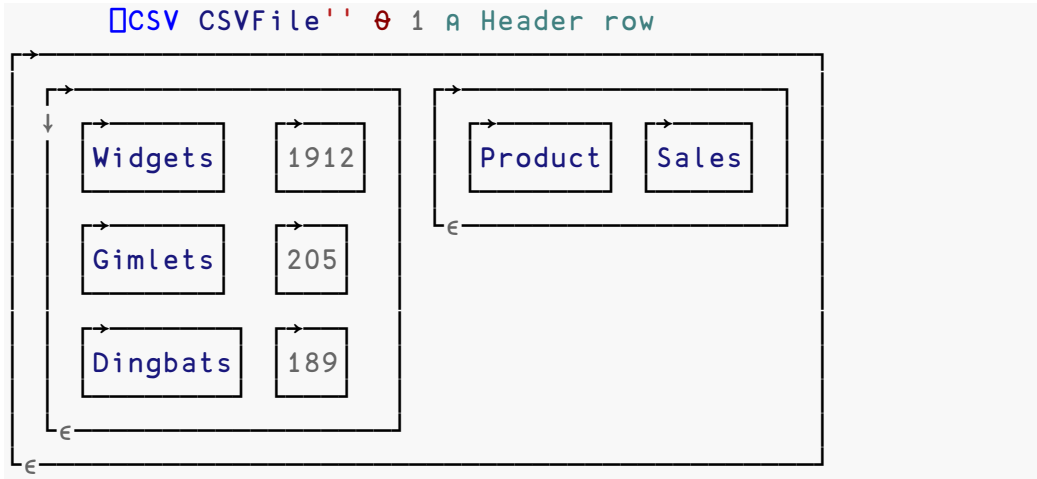 ⎕CSV CSVFile'' ⍬ 1 ⍝ Header row
Widgets 1912 Product Sales
Gimlets 205
Dingbats 189